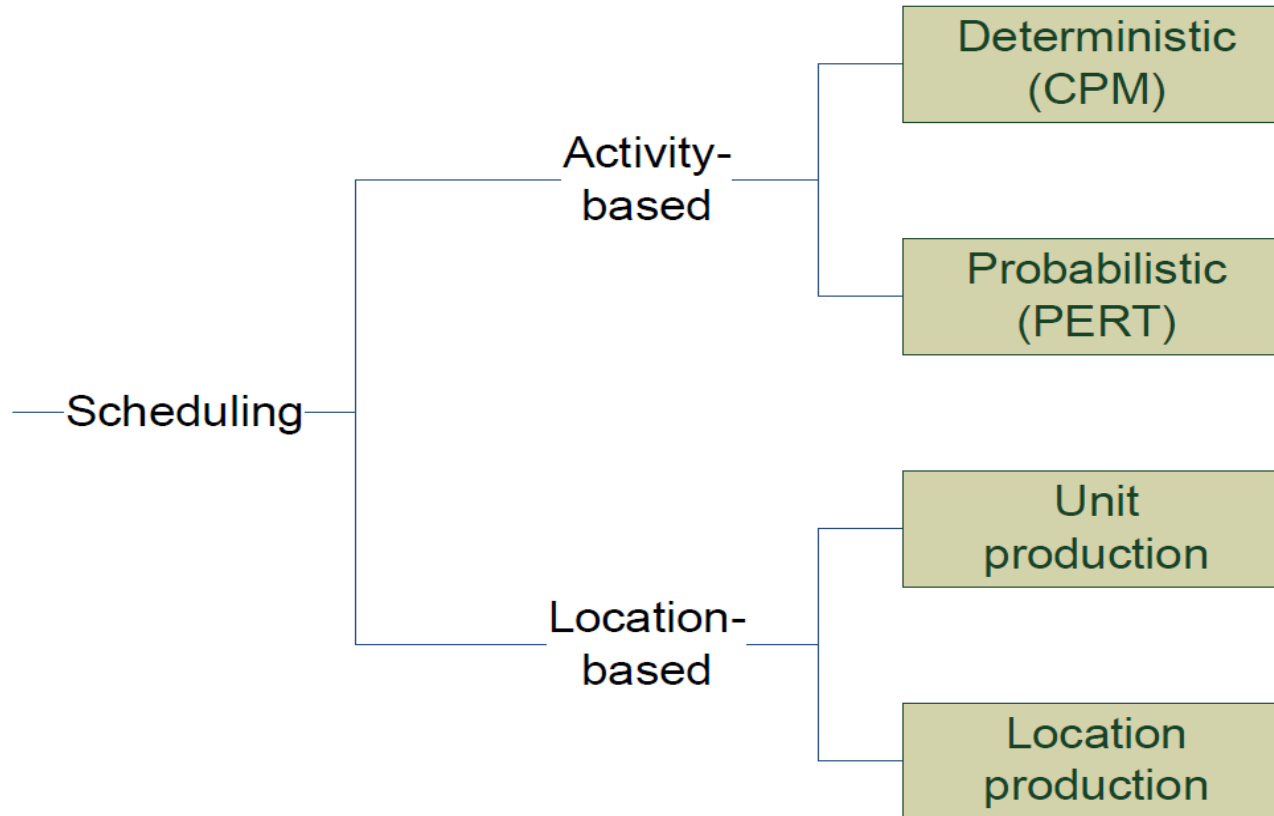 Deterministic
(CPM)
Activity-
based
Probabilistic
(PERT)
Scheduling
Unit
production
Location-
based
Location
production